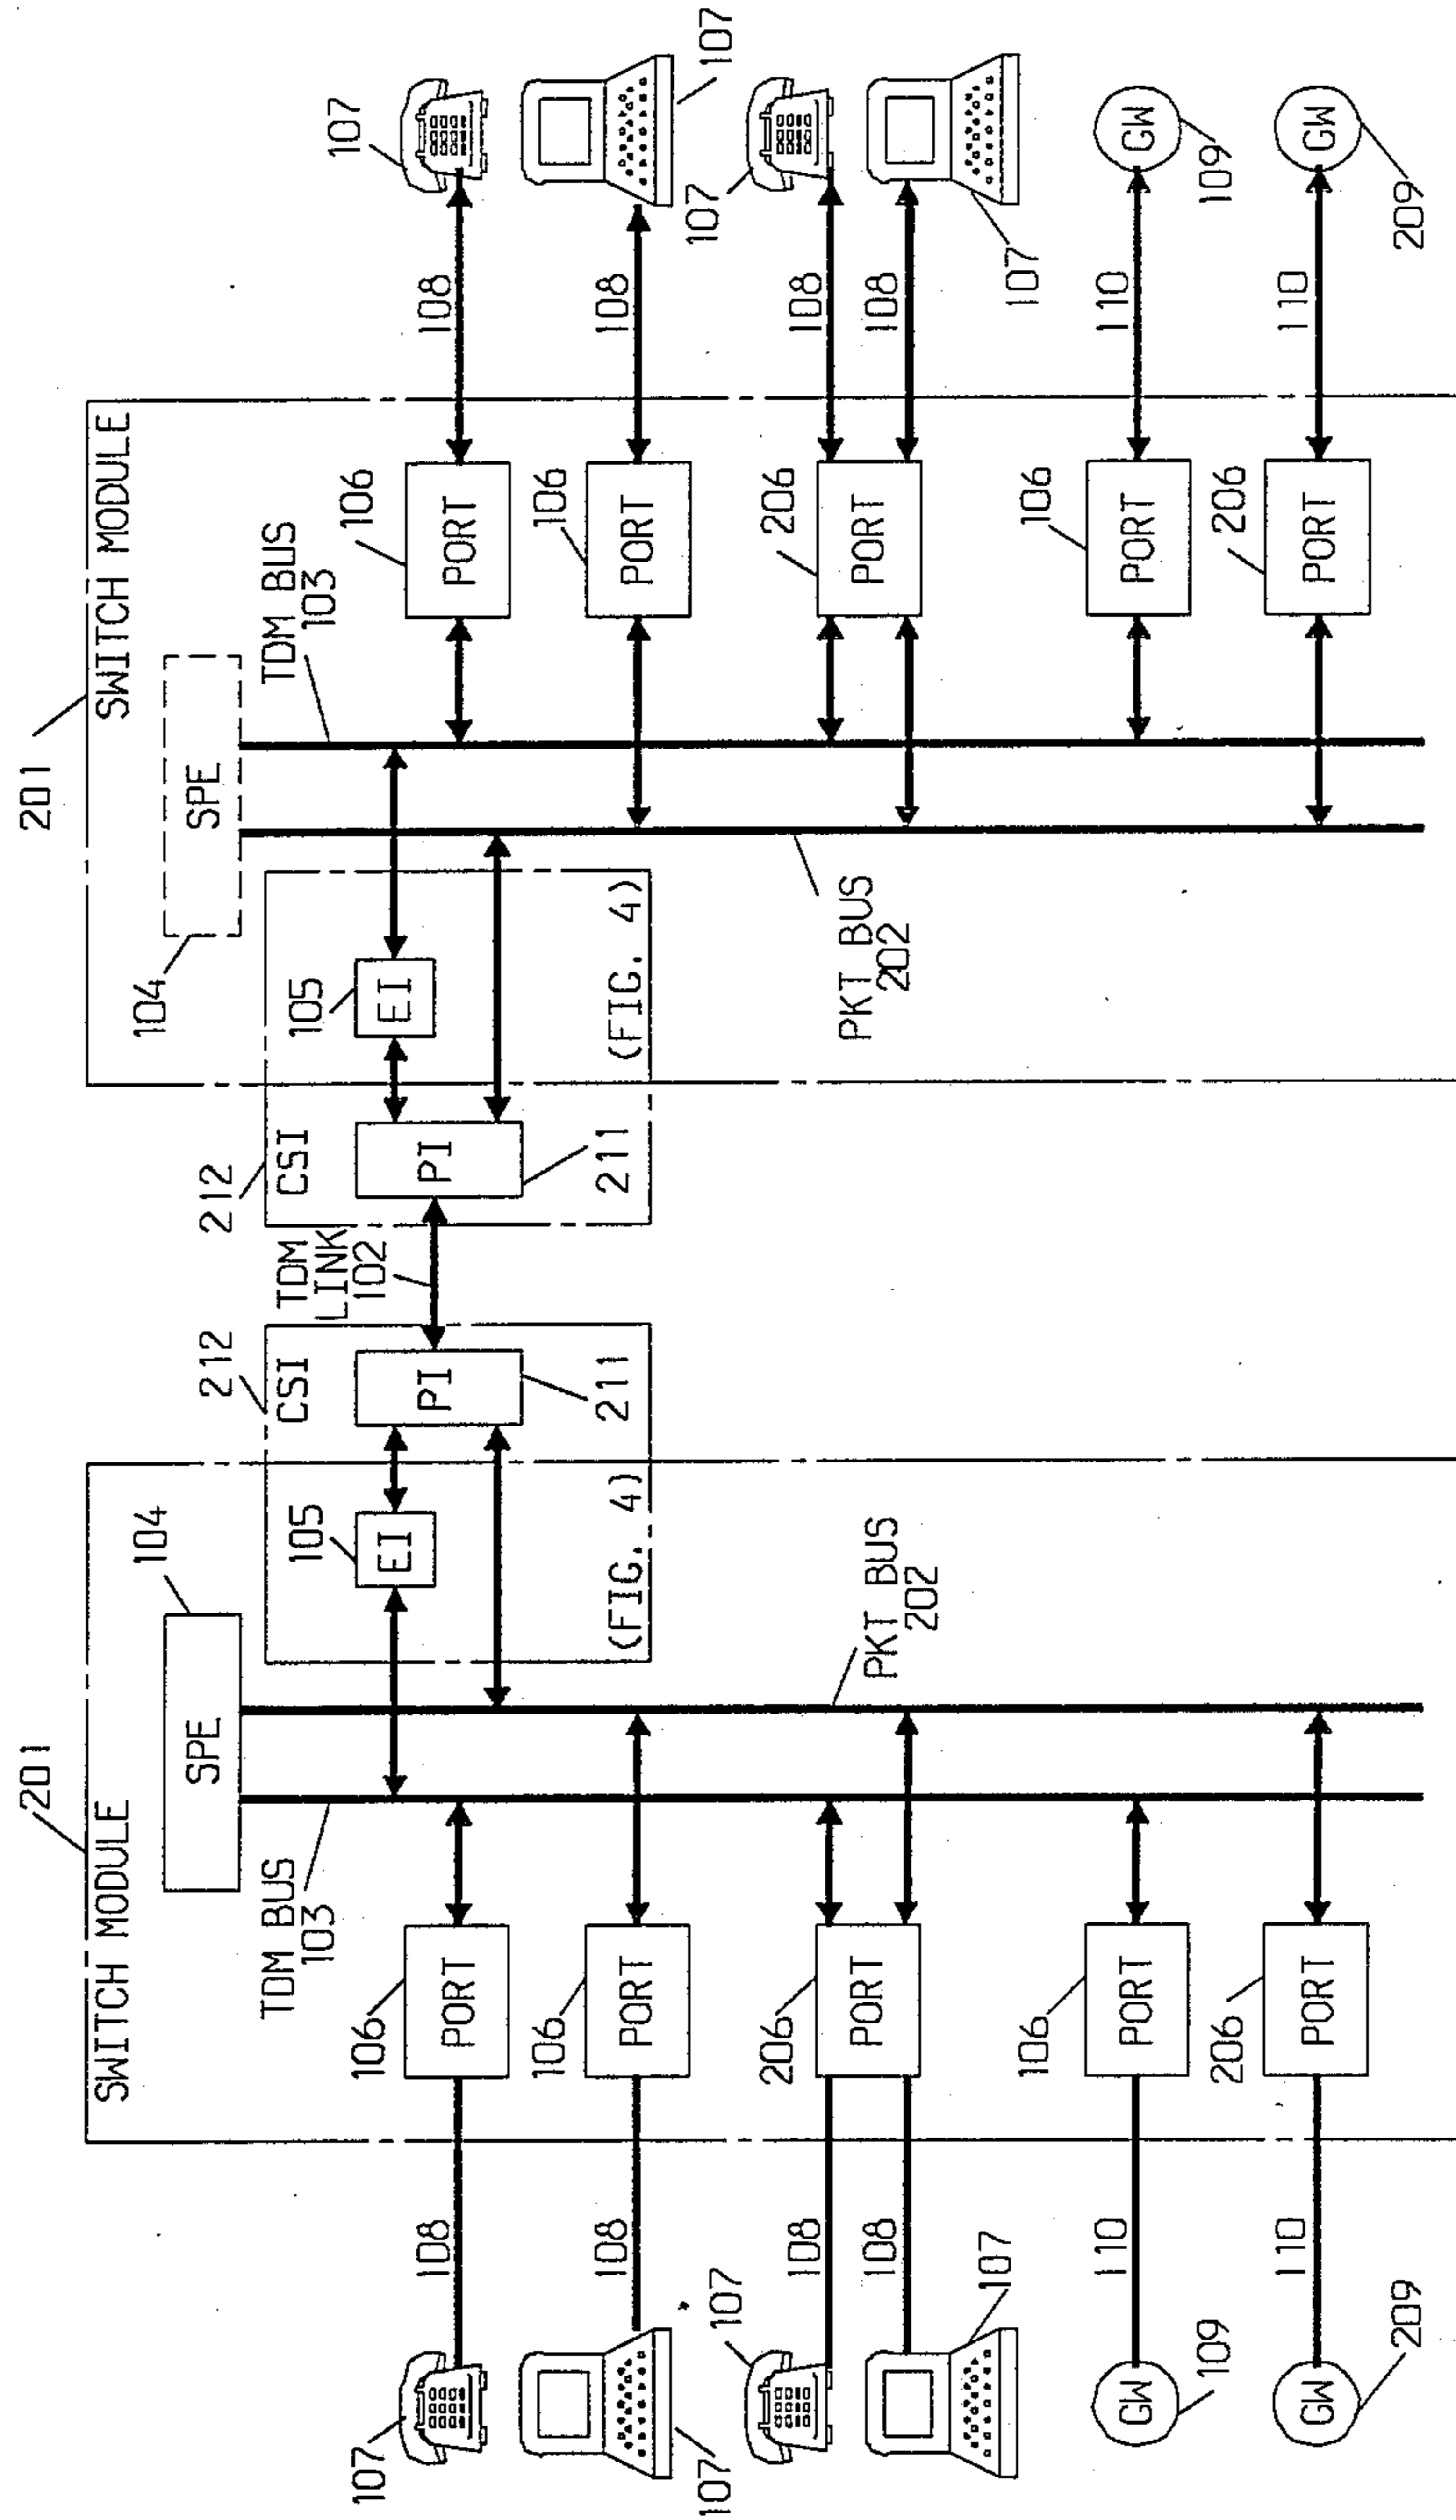 201
201
SWITCH MODULE
SWITCH MODULE
104
104
SPE
SPE
212
212
TDM BUS
103
CSI
TDM
LINK
102
CSI
TDM BUS
103
105
105
107
106
EI
PI
PI
EI
106
107
108
PORT
PORT
108
106
106
108
(FIG. 4)
211
211
(FIG. 4)
108
PORT
PORT
107
107
107
107
206
206
108
108
108
PORT
PKT BUS
202
PKT BUS
202
PORT
108
107
107
106
106
110
110
GW
PORT
PORT
GW
109
109
206
206
110
110
GW
PORT
PORT
GW
209
209